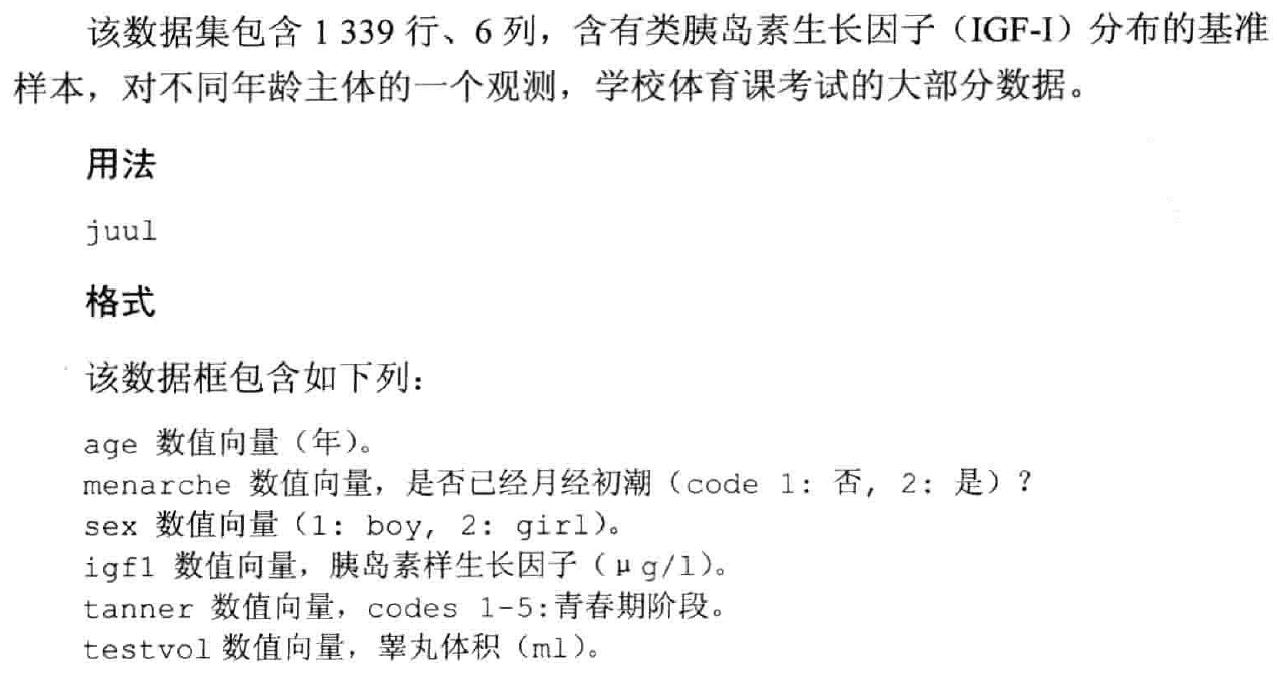 该数据集包含 1 339 行、6 列，含有类胰岛素生长因子（IGF-I）分布的基准
样本，对不同年龄主体的一个观测，学校体育课考试的大部分数据。
用法
juul
格式
该数据框包含如下列：
age 数值向量（年）。
menarche 数值向量，是否已经月经初潮（code 1: 否, 2: 是）?
sex 数值向量（1: boy, 2: girl）。
igf1 数值向量，胰岛素样生长因子（μg/l）。
tanner 数值向量，codes 1-5:青春期阶段。
testvol 数值向量，睾丸体积（ml）。